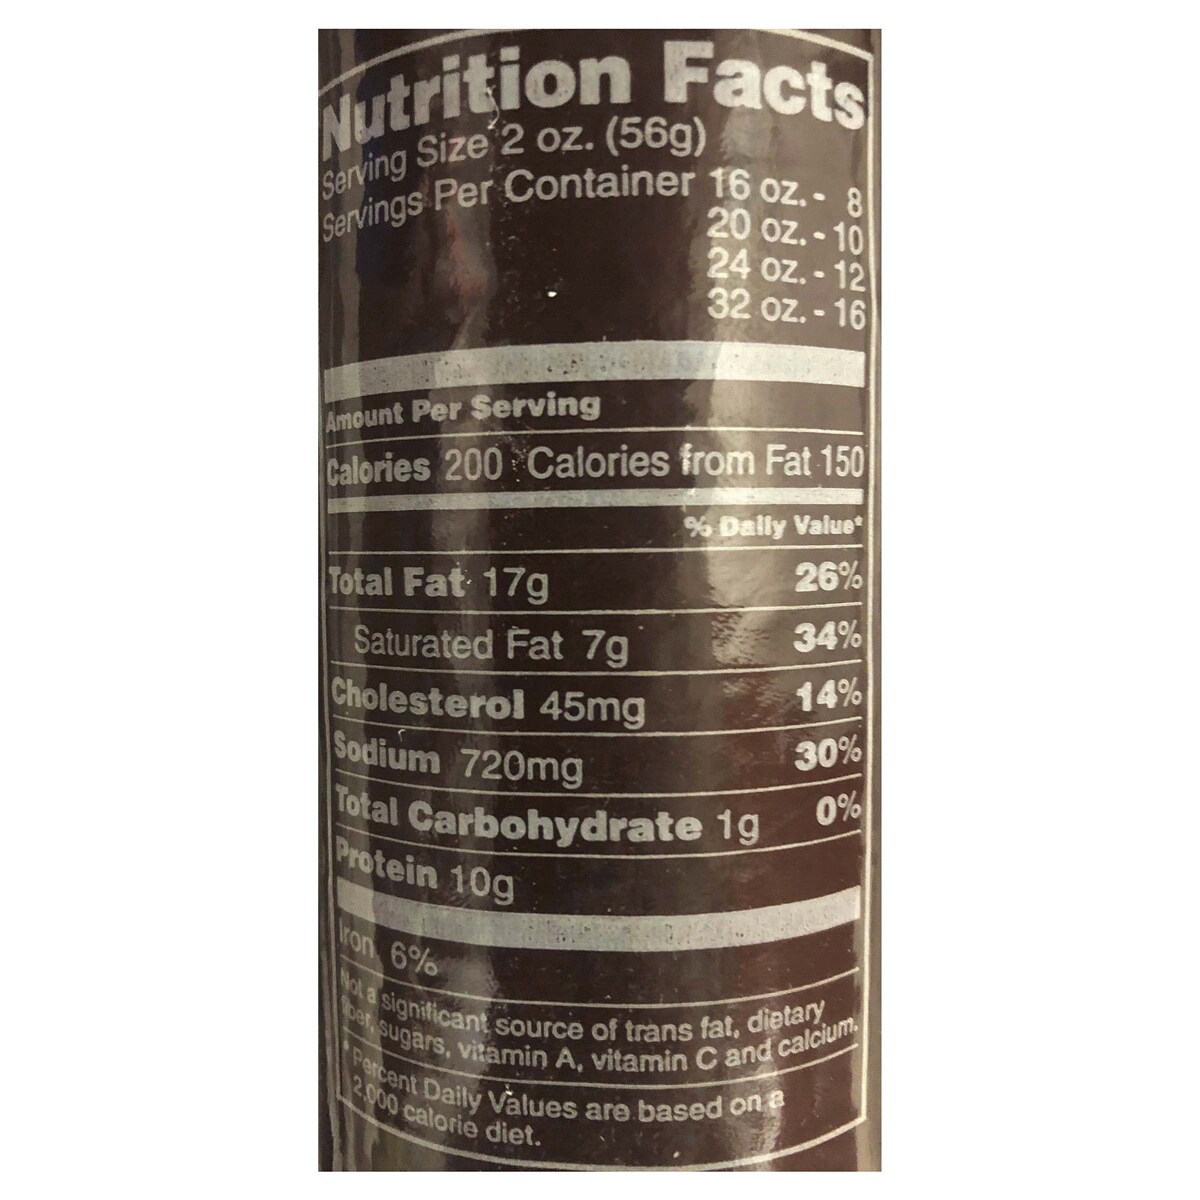 Nutrition Facts
Serving Size 2 oz. (56g)
Servings Per Container 16 oz. - 8
20 oz. - 10
24 oz. - 12
32 oz. - 16
Amount Per Serving
Calories 200 Calories from Fat 150
% Daily Value*
Total Fat 17g 26%
Saturated Fat 7g 34%
Cholesterol 45mg 14%
Sodium 720mg 30%
Total Carbohydrate 1g 0%
Protein 10g
Iron 6%
Not a significant source of trans fat, dietary
fiber, sugars, vitamin A, vitamin C and calcium.
* Percent Daily Values are based on a
2,000 calorie diet.